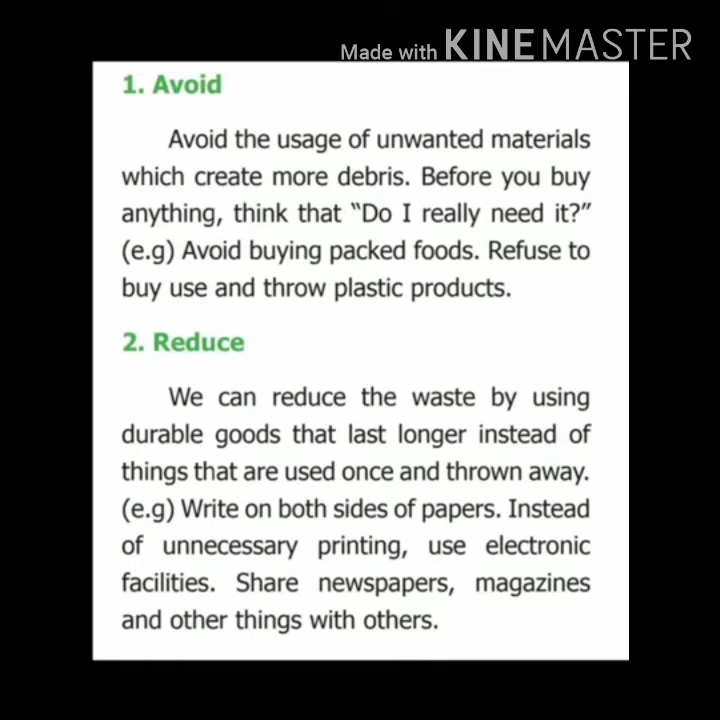 Made with KINEMASTER
1. Avoid
Avoid the usage of unwanted materials
which create more debris. Before you buy
anything, think that “Do I really need it?”
(e.g) Avoid buying packed foods. Refuse to
buy use and throw plastic products.
2. Reduce
We can reduce the waste by using
durable goods that last longer instead of
things that are used once and thrown away.
(e.g) Write on both sides of papers. Instead
of unnecessary printing, use electronic
facilities. Share newspapers, magazines
and other things with others.